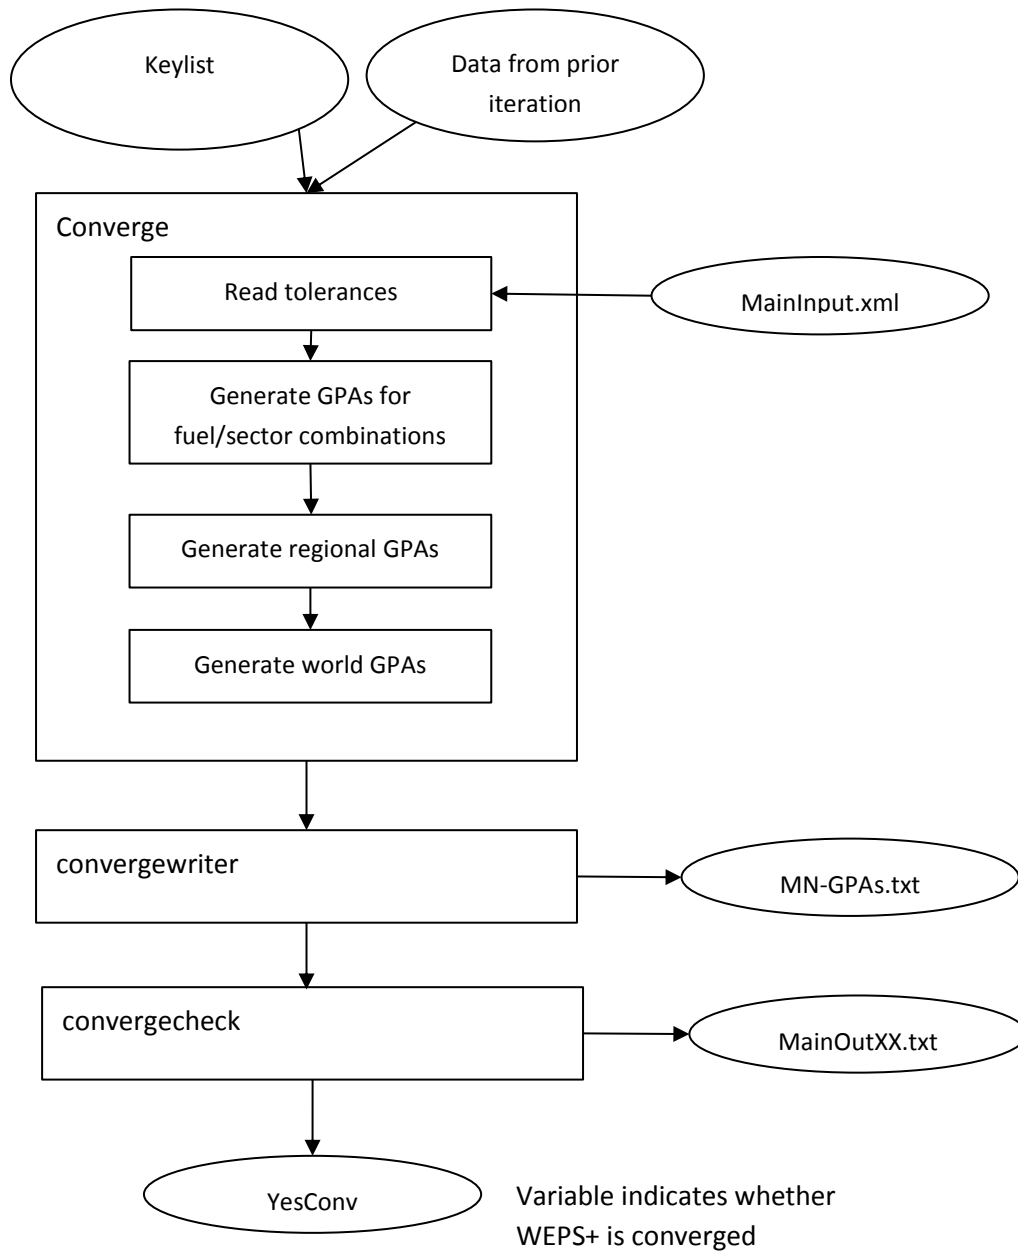 Keylist
Data from prior
iteration
Converge
Read tolerances
MainInput.xml
Generate GPAs for
fuel/sector combinations
Generate regional GPAs
Generate world GPAs
convergewriter
MN-GPAs.txt
convergecheck
MainOutXX.txt
YesConv
Variable indicates whether
WEPS+ is converged